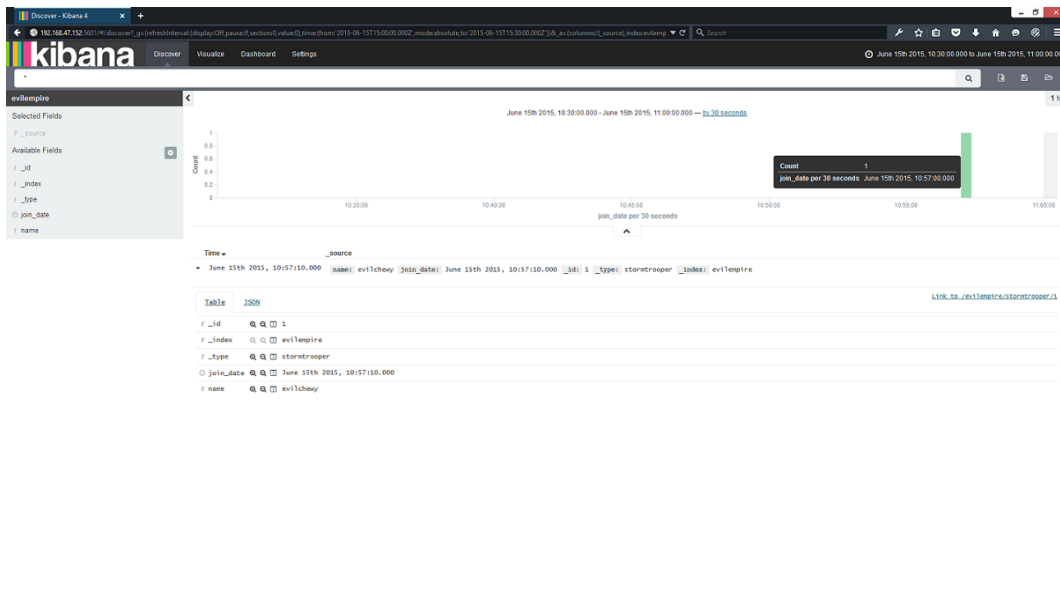 Discover - Kibana 4
192.168.47.152:5601/#/discover?_g=(refreshInterval:(display:Off,pause:!f,section:0,value:0),time:(from:'2015-06-15T15:00:00.000Z',mode:absolute,to:'2015-06-15T15:30:00.000Z'))&_a=(columns:!(_source),index:evilemp
Search
kibana
Discover Visualize Dashboard Settings
June 15th 2015, 10:30:00.000 to June 15th 2015, 11:00:00.00
*
evilempire
Selected Fields
? _source
Available Fields
t _id
t _index
t _type
join_date
t name
1 h
June 15th 2015, 10:30:00.000 - June 15th 2015, 11:00:00.000 — by 30 seconds
Count
1
0.8
0.6
0.4
0.2
0
10:35:00 10:40:00 10:45:00 10:50:00 10:55:00 11:00:00
join_date per 30 seconds
Count 1
join_date per 30 seconds June 15th 2015, 10:57:00.000
Time _source
June 15th 2015, 10:57:10.000 name: evilchewy join_date: June 15th 2015, 10:57:10.000 _id: 1 _type: stormtrooper _index: evilempire
Table JSON
Link to /evilempire/stormtrooper/1
t _id 1
t _index evilempire
t _type stormtrooper
join_date June 15th 2015, 10:57:10.000
t name evilchewy